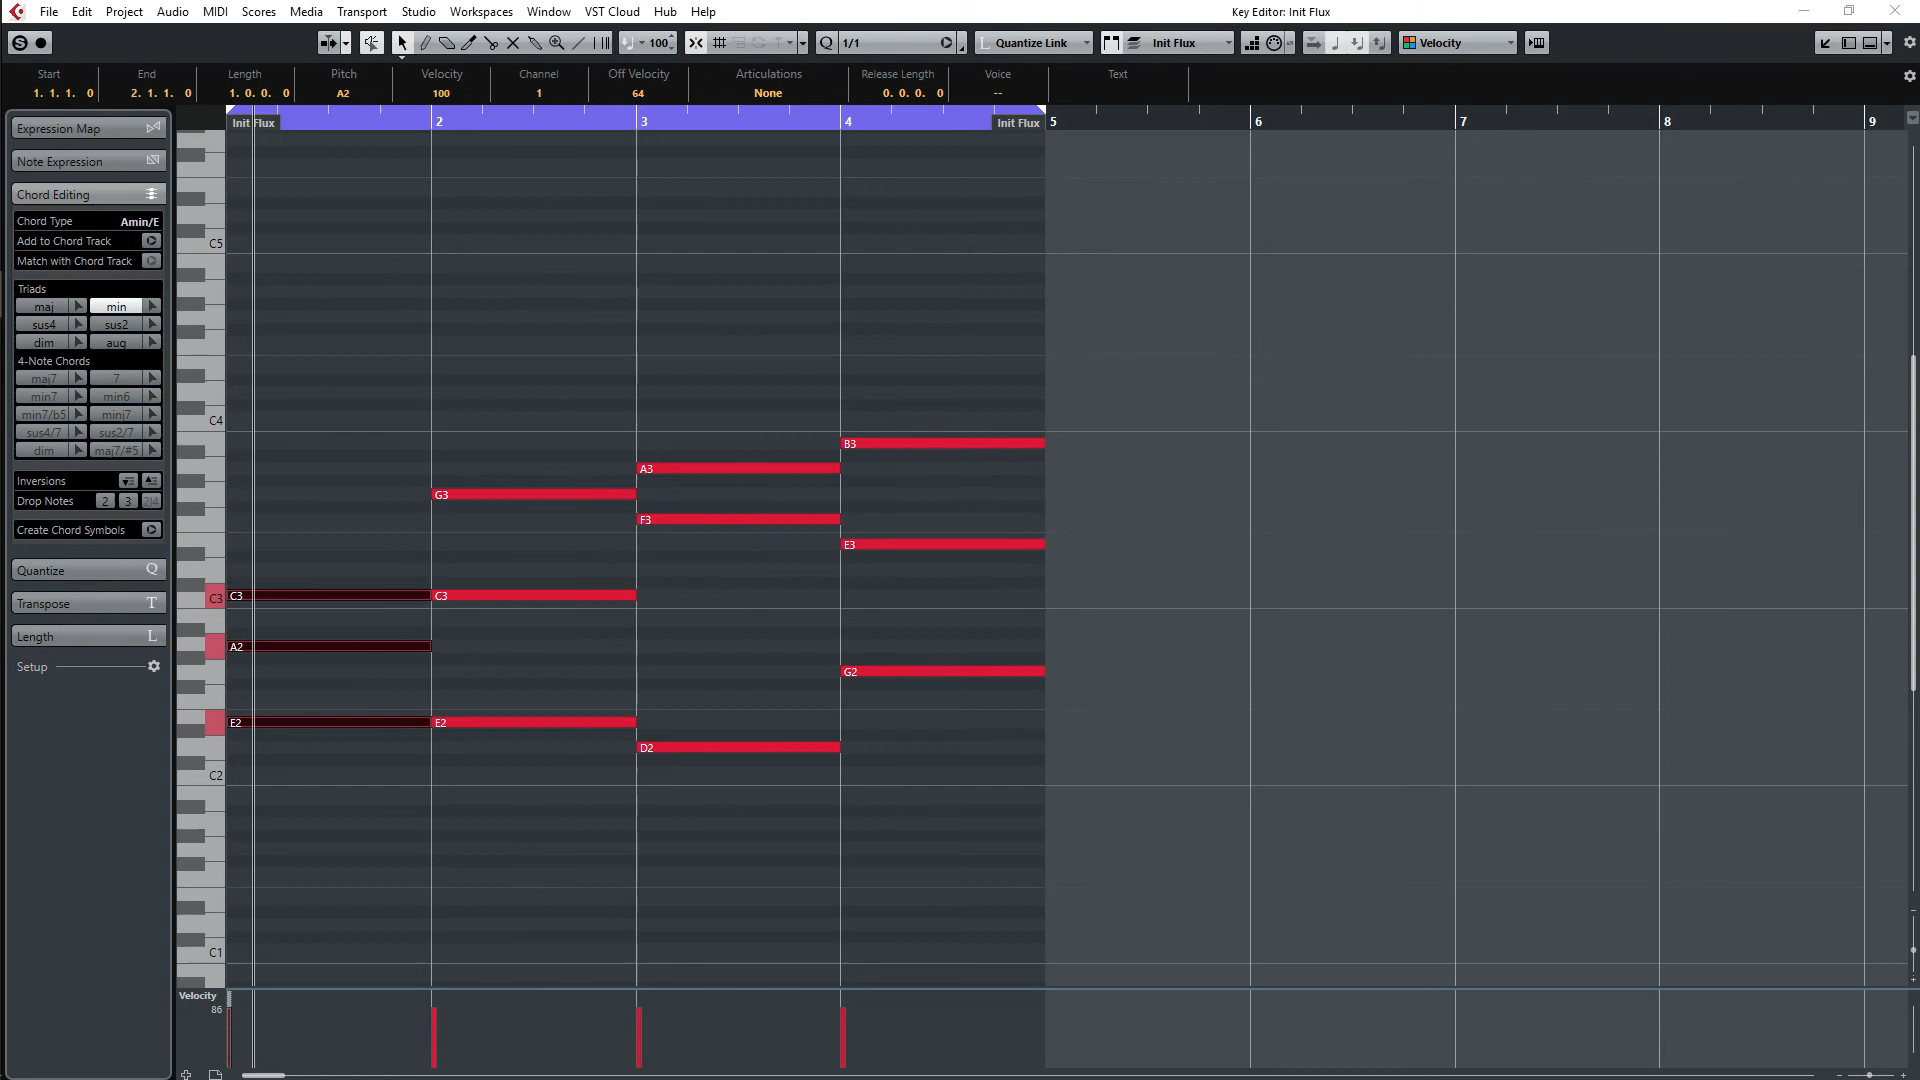 File Edit Project Audio MIDI Scores Media Transport Studio Workspaces Window VST Cloud Hub Help Key Editor: Init Flux
100 Q 1/1 L Quantize Link Init Flux Velocity
Start End Length Pitch Velocity Channel Off Velocity Articulations Release Length Voice Text
1. 1. 1. 0 2. 1. 1. 0 1. 0. 0. 0 A2 100 1 64 None 0. 0. 0. 0 --
Init Flux 2 3 4 Init Flux 5 6 7 8 9
Expression Map
Note Expression
Chord Editing
Chord Type Amin/E
Add to Chord Track
Match with Chord Track
Triads
maj min
sus4 sus2
dim aug
4-Note Chords
maj7 7
min7 min6
min7/b5 minj7
sus4/7 sus2/7
dim maj7/#5
Inversions
Drop Notes 2 3 2|4
Create Chord Symbols
Quantize Q
Transpose T
Length L
Setup
C5
C4
B3
A3
G3
F3
E3
C3 C3 C3
A2
G2
E2 E2
D2
C2
C1
Velocity
86